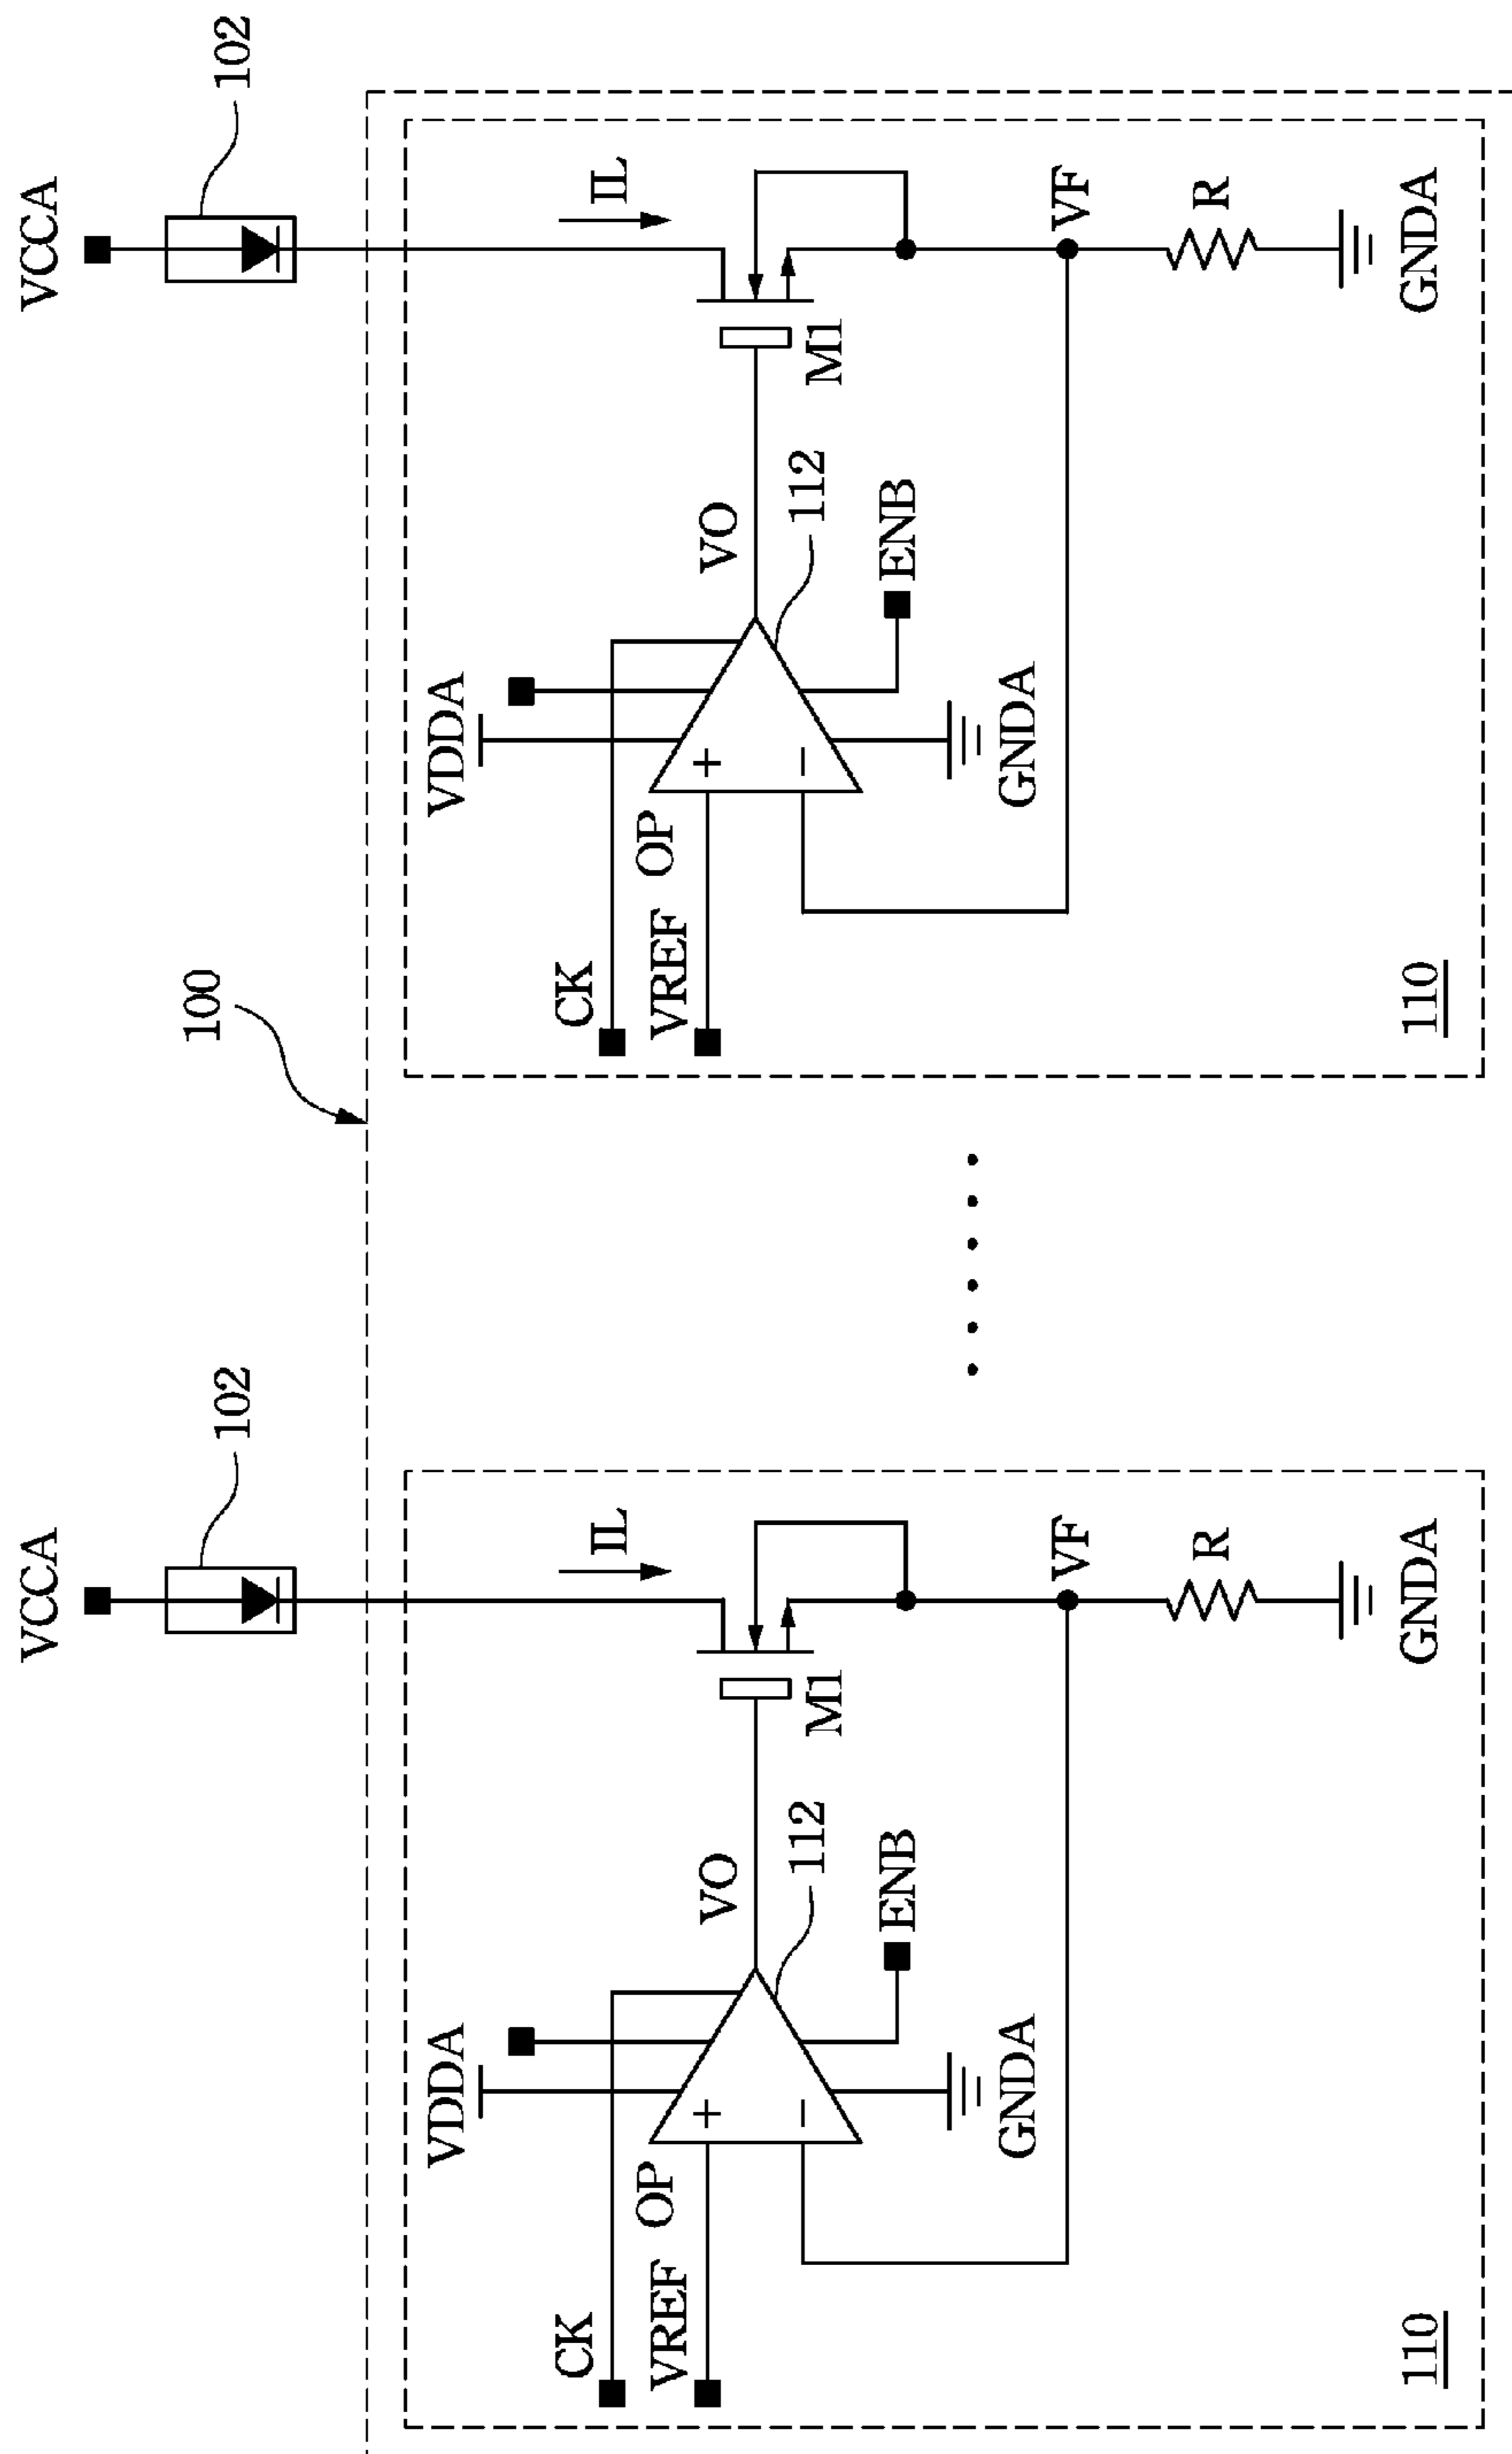 VCCA
102
100
VCCA
102
VDDA
CK
VREF
OP
VO
112
ENB
GNDA
IL
M1
VF
R
GNDA
110
VDDA
CK
VREF
OP
VO
112
ENB
GNDA
IL
M1
VF
R
GNDA
110
+
−
+
−